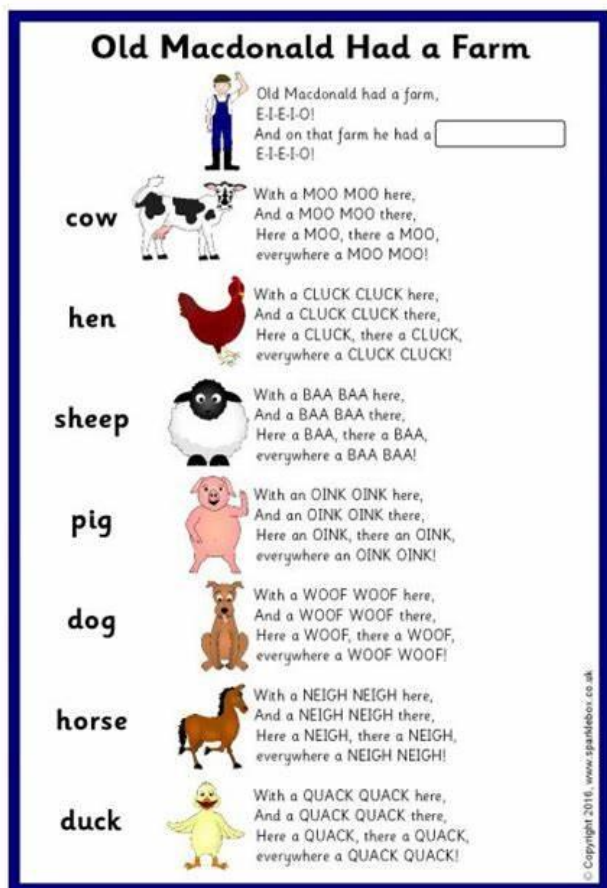 Old Macdonald Had a Farm
Old Macdonald had a farm,
E-I-E-I-O!
And on that farm he had a
E-I-E-I-O!
cow
With a MOO MOO here,
And a MOO MOO there,
Here a MOO, there a MOO,
everywhere a MOO MOO!
hen
With a CLUCK CLUCK here,
And a CLUCK CLUCK there,
Here a CLUCK, there a CLUCK,
everywhere a CLUCK CLUCK!
sheep
With a BAA BAA here,
And a BAA BAA there,
Here a BAA, there a BAA,
everywhere a BAA BAA!
pig
With an OINK OINK here,
And an OINK OINK there,
Here an OINK, there an OINK,
everywhere an OINK OINK!
dog
With a WOOF WOOF here,
And a WOOF WOOF there,
Here a WOOF, there a WOOF,
everywhere a WOOF WOOF!
horse
With a NEIGH NEIGH here,
And a NEIGH NEIGH there,
Here a NEIGH, there a NEIGH,
everywhere a NEIGH NEIGH!
duck
With a QUACK QUACK here,
And a QUACK QUACK there,
Here a QUACK, there a QUACK,
everywhere a QUACK QUACK!
© Copyright 2016, www.sparklebox.co.uk